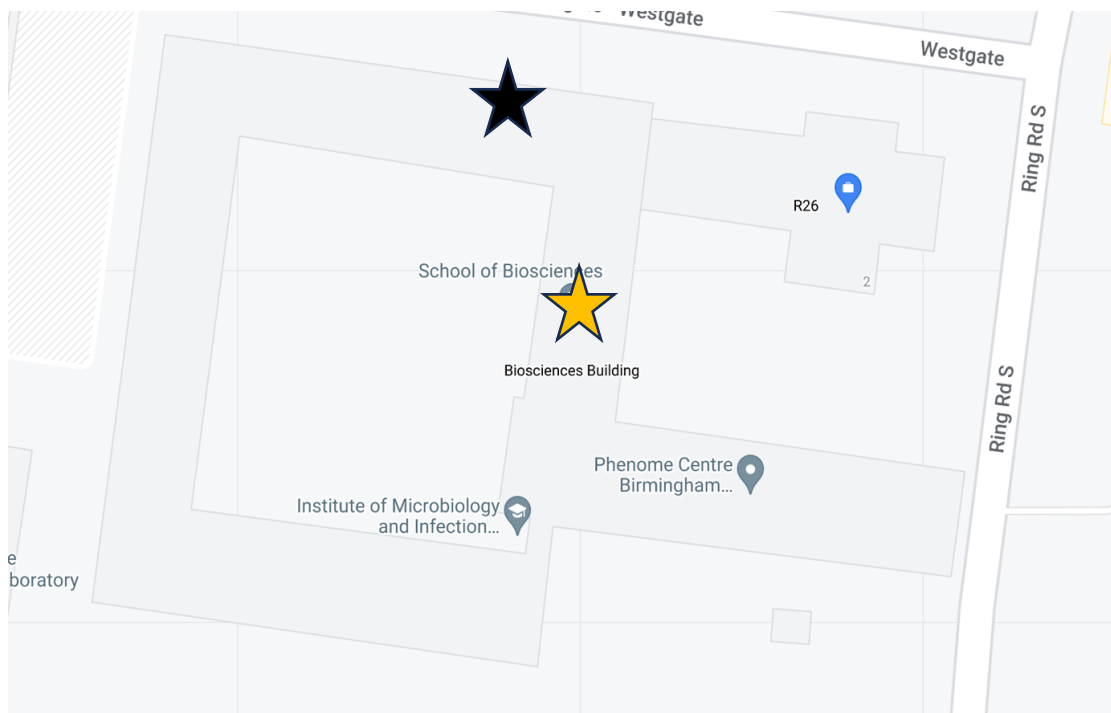 Westgate
Westgate
Ring Rd S
R26
School of Biosciences
2
Biosciences Building
Ring Rd S
Phenome Centre
Birmingham...
Institute of Microbiology
and Infection...
e
boratory